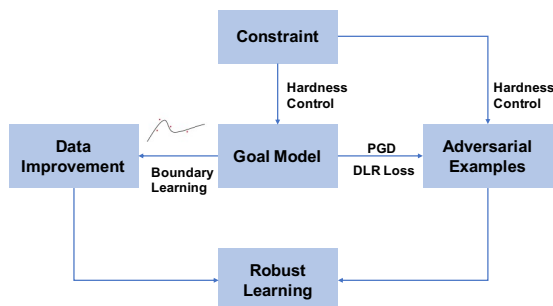 Constraint
Hardness
Control
Hardness
Control
Data
Improvement
Boundary
Learning
Goal Model
PGD
DLR Loss
Adversarial
Examples
Robust
Learning